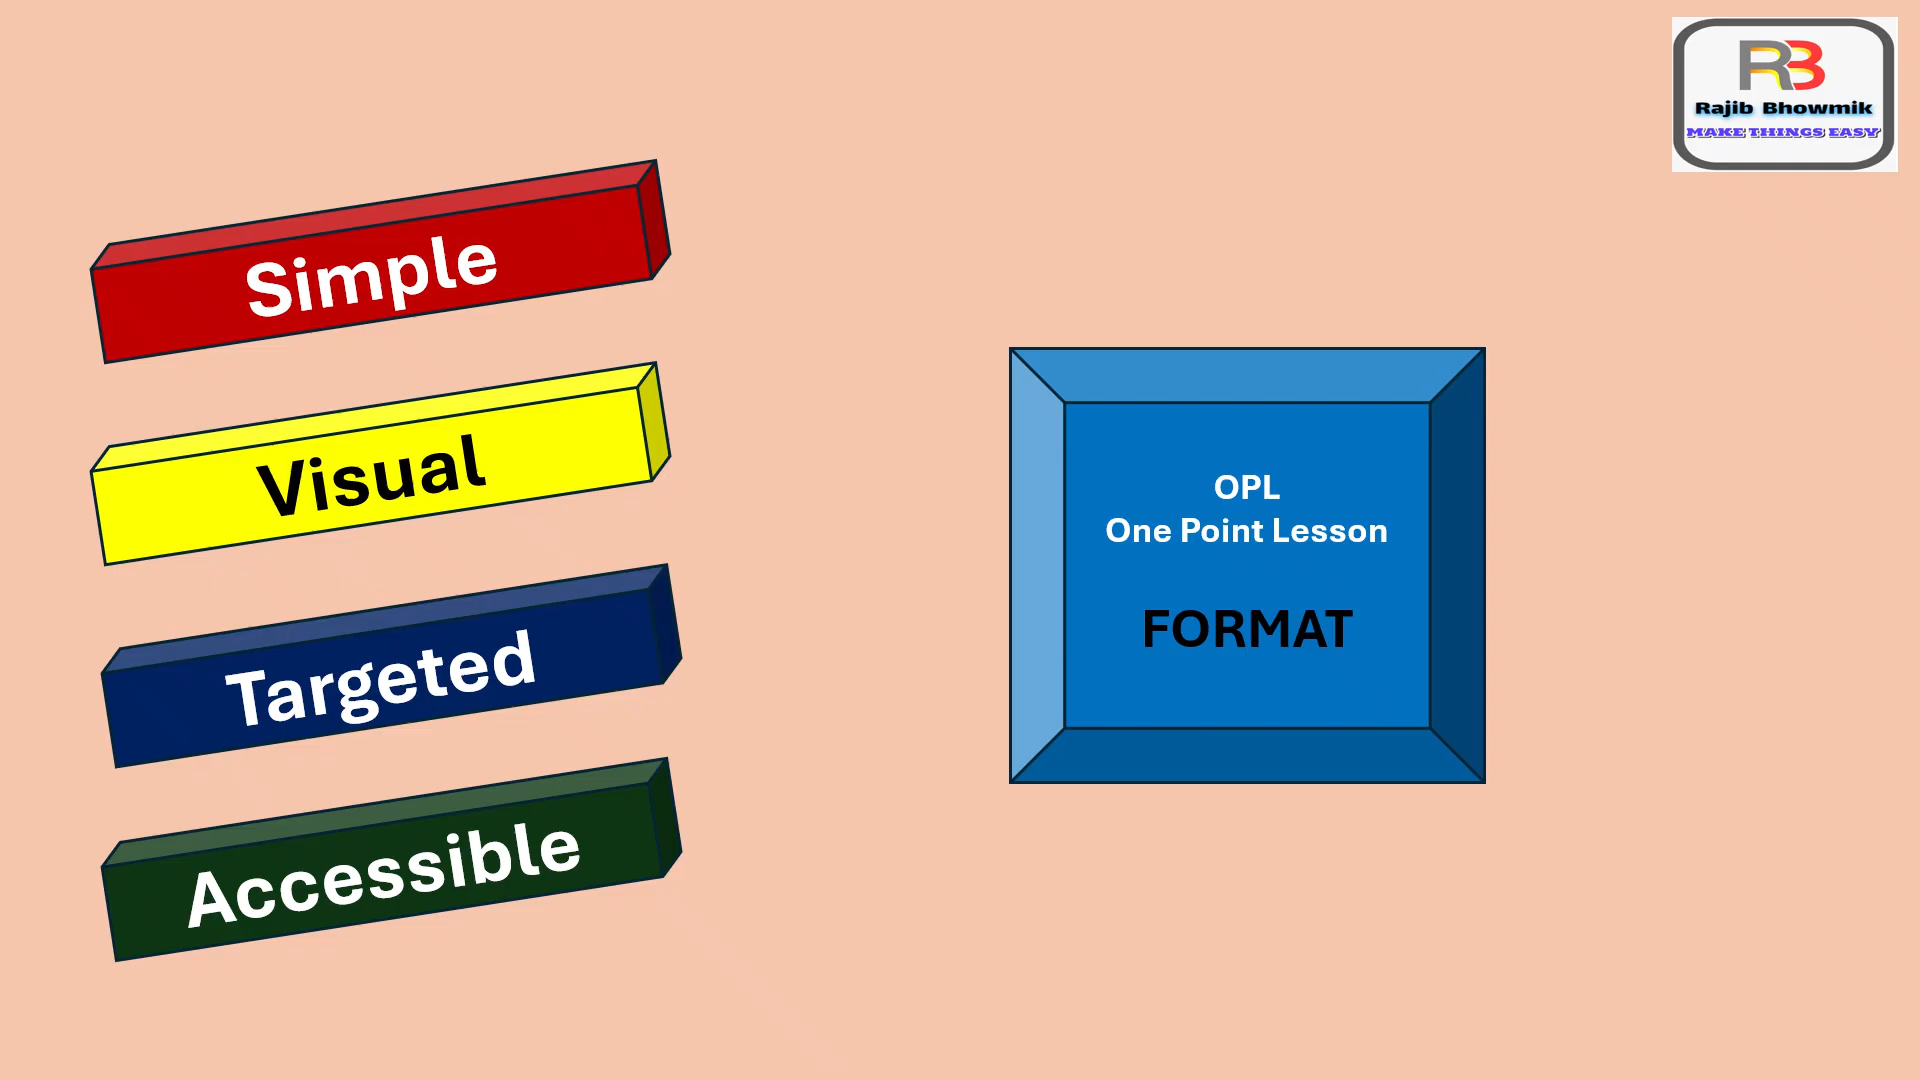 RB
Rajib Bhowmik
MAKE THINGS EASY
Simple
Visual
Targeted
Accessible
OPL
One Point Lesson
FORMAT